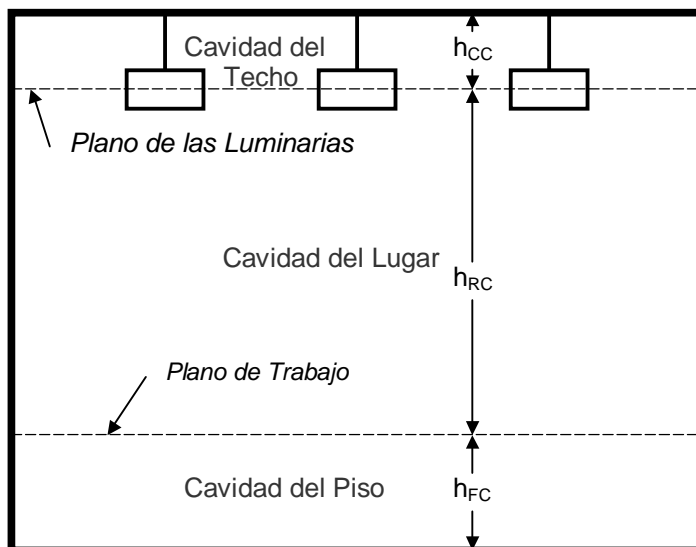 Cavidad del
Techo
h_CC
Plano de las Luminarias
Cavidad del Lugar
h_RC
Plano de Trabajo
Cavidad del Piso
h_FC